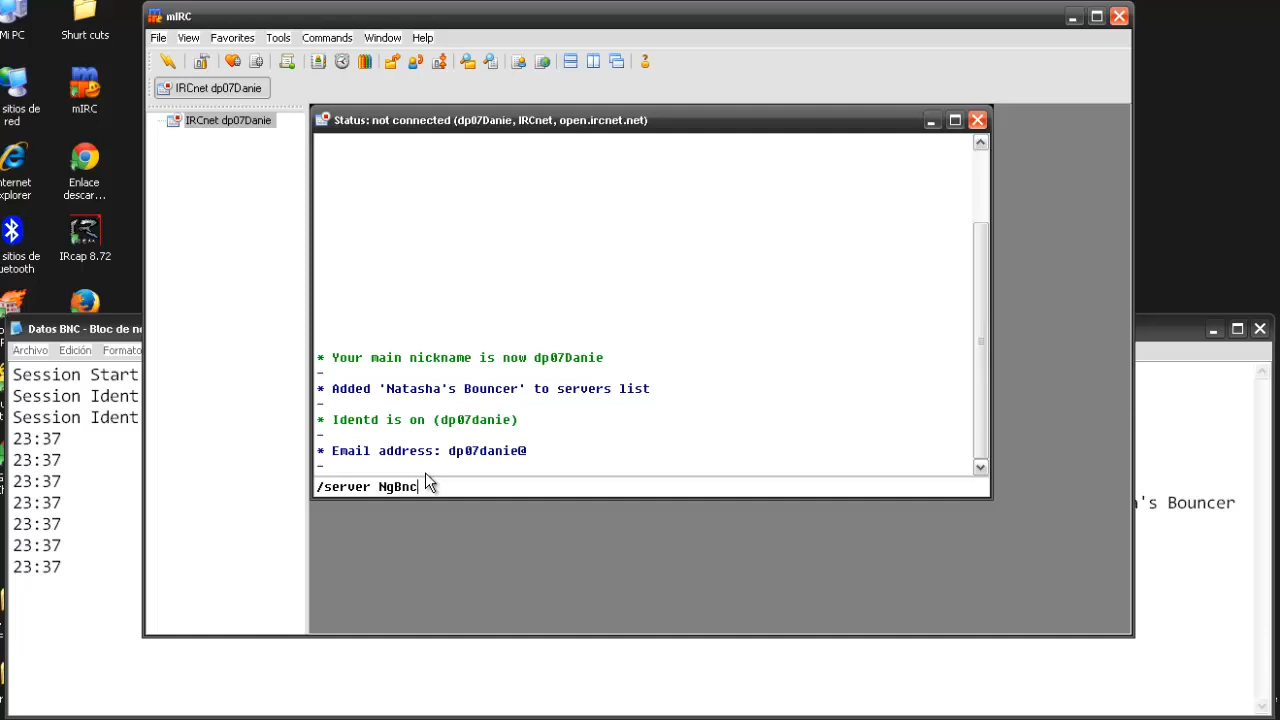 mIRC
File View Favorites Tools Commands Window Help
IRCnet dp07Danie
IRCnet dp07Danie
Status: not connected (dp07Danie, IRCnet, open.ircnet.net)
* Your main nickname is now dp07Danie
-
* Added 'Natasha's Bouncer' to servers list
-
* Identd is on (dp07danie)
-
* Email address: dp07danie@
-
/server NgBnc
Mi PC
Shurt cuts
sitios de
red
mIRC
Enlace
descar...
sitios de
IRcap 8.72
Datos BNC - Bloc de no
Archivo Edición Formato
Session Start
Session Ident
Session Ident
23:37
23:37
23:37
23:37
's Bouncer
23:37
23:37
23:37